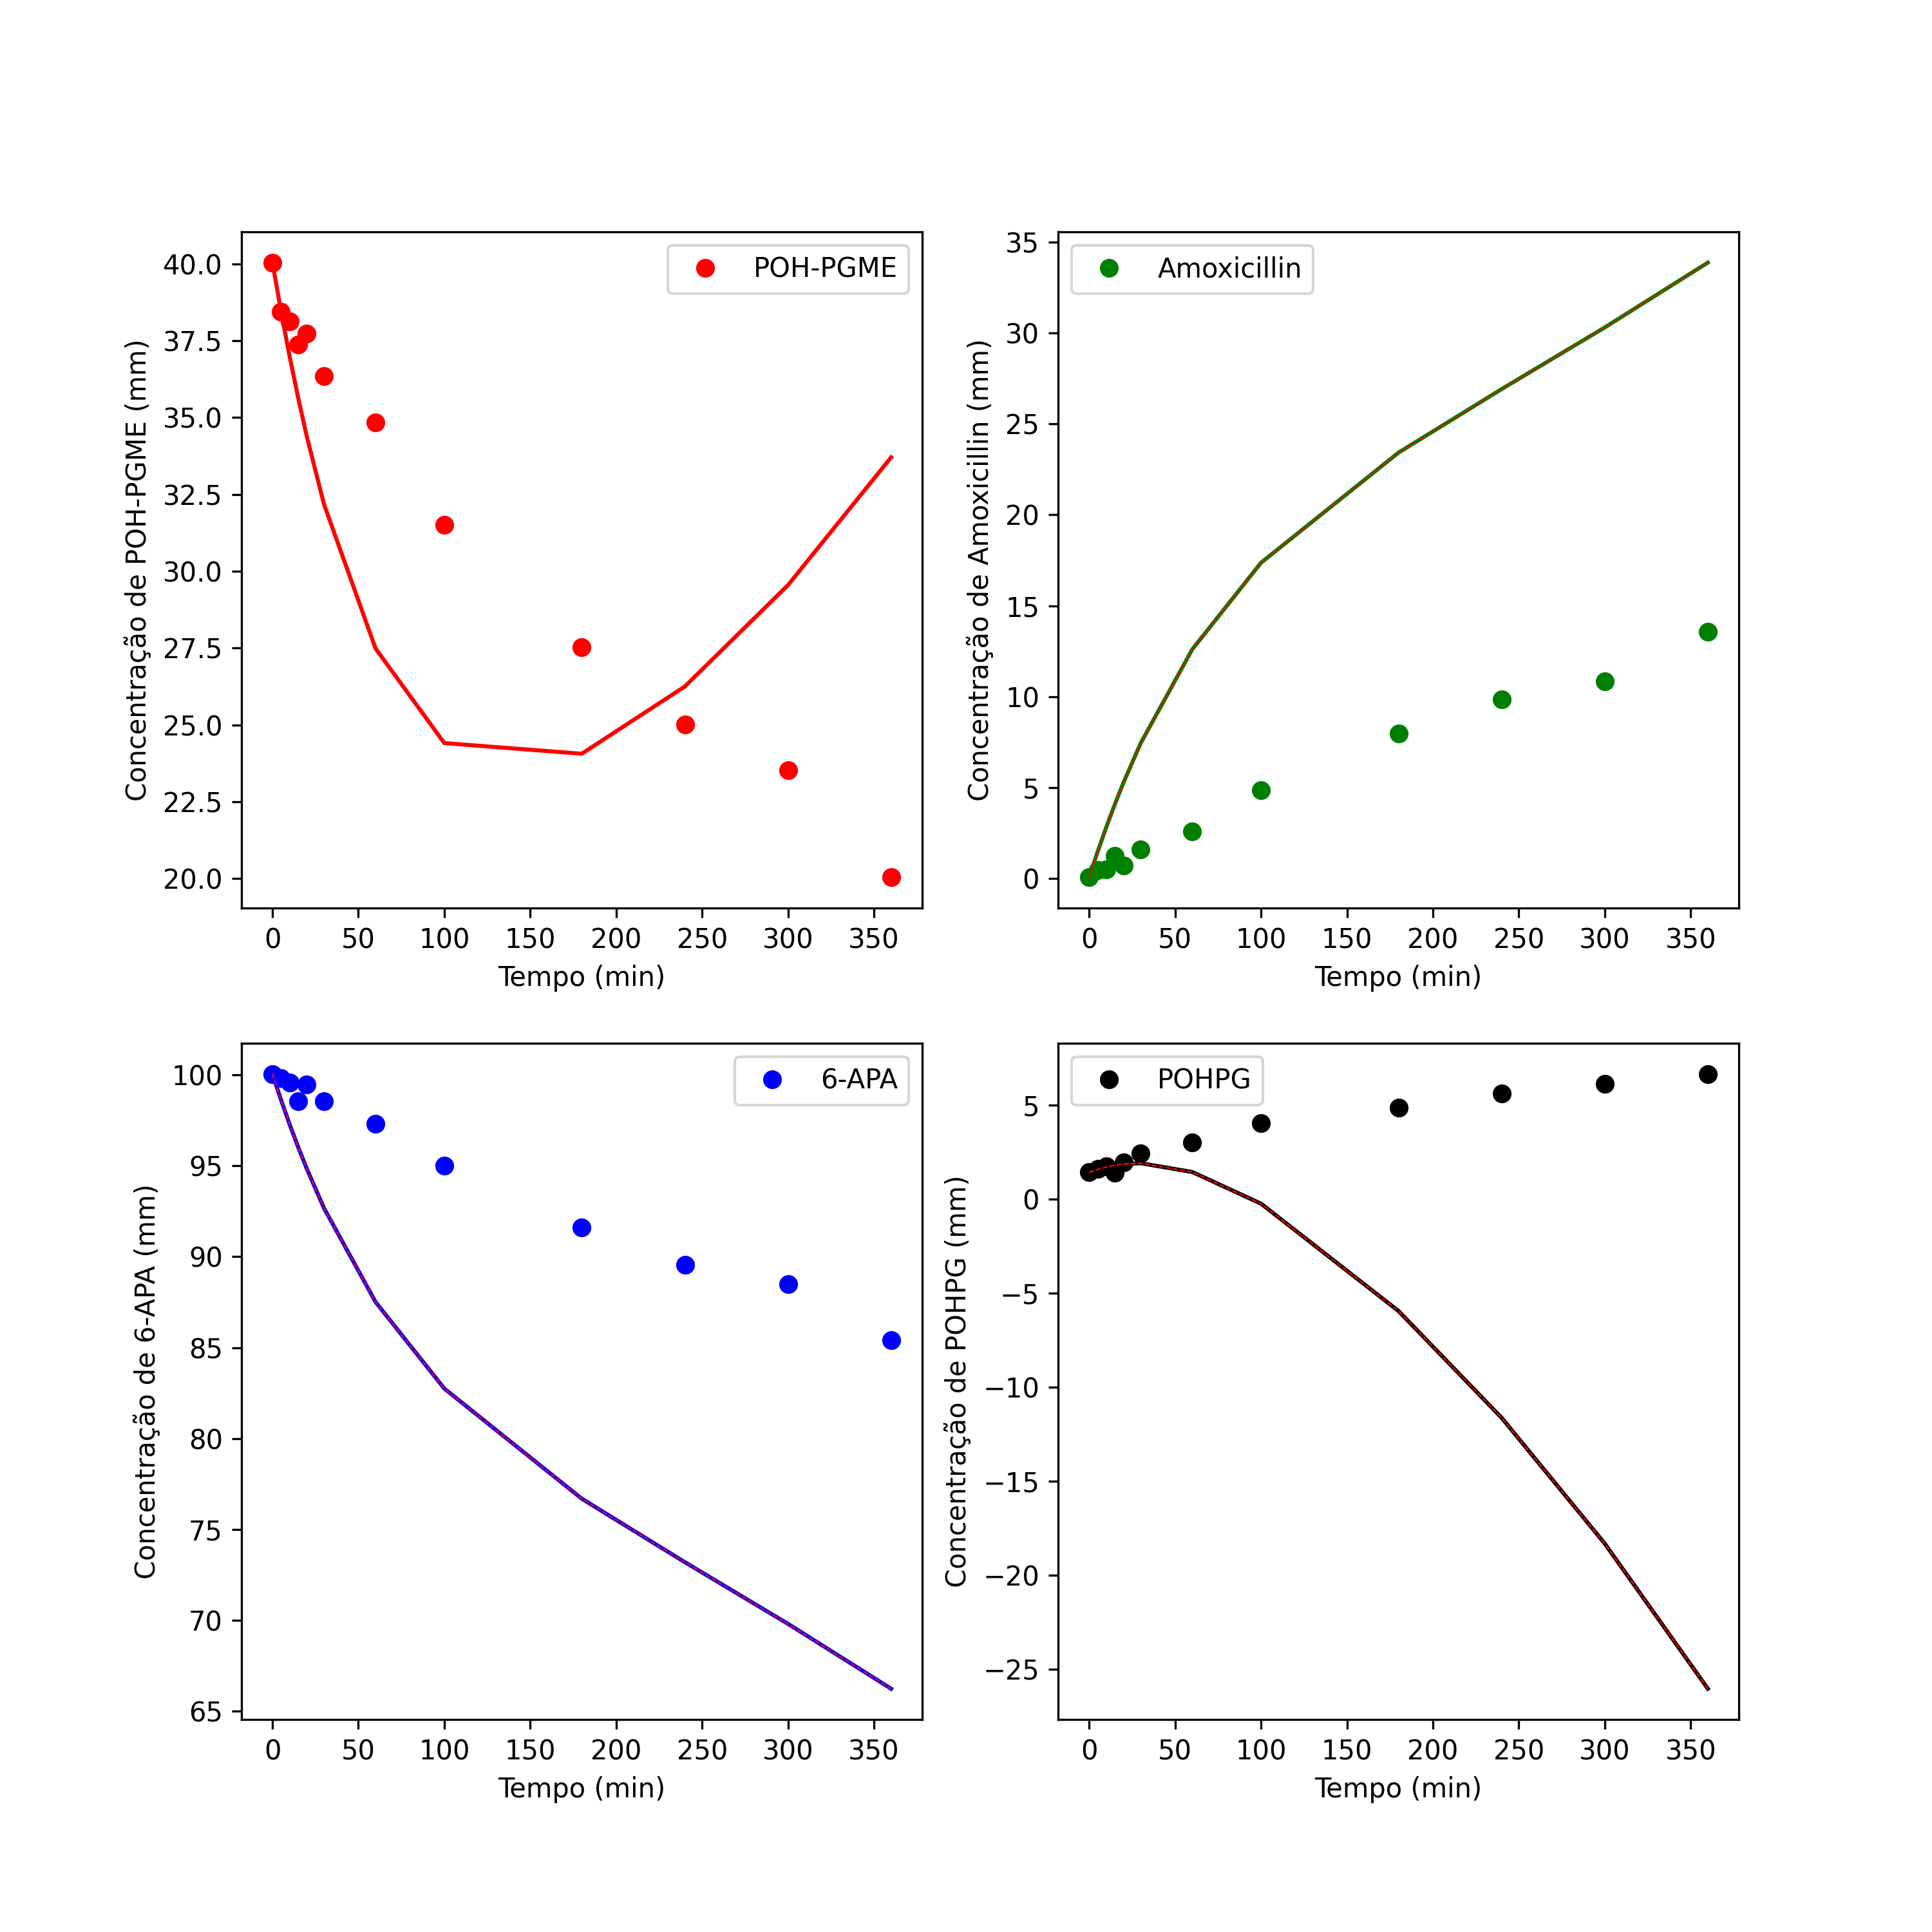 POH-PGME
Concentração de POH-PGME (mm)
40.0
37.5
35.0
32.5
30.0
27.5
25.0
22.5
20.0
0 50 100 150 200 250 300 350
Tempo (min)
Amoxicillin
Concentração de Amoxicillin (mm)
35
30
25
20
15
10
5
0
0 50 100 150 200 250 300 350
Tempo (min)
6-APA
Concentração de 6-APA (mm)
100
95
90
85
80
75
70
65
0 50 100 150 200 250 300 350
Tempo (min)
POHPG
Concentração de POHPG (mm)
5
0
−5
−10
−15
−20
−25
0 50 100 150 200 250 300 350
Tempo (min)